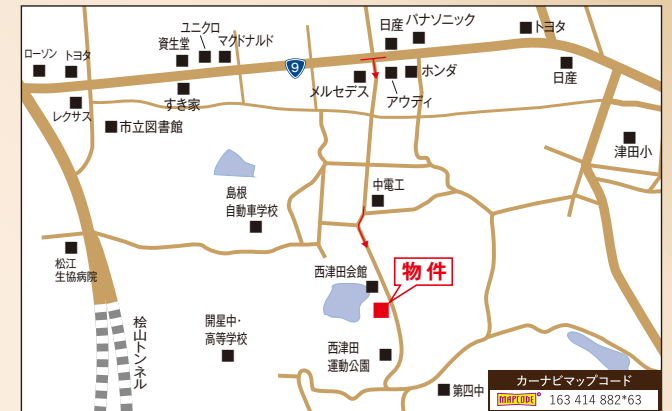 ローソン
トヨタ
ユニクロ
資生堂
マクドナルド
9
日産
パナソニック
トヨタ
メルセデス
ホンダ
アウディ
日産
レクサス
すき家
市立図書館
津田小
島根
自動車学校
中電工
松江
生協病院
西津田会館
物件
桧山トンネル
開星中・
高等学校
西津田
運動公園
第四中
カーナビマップコード
MAPCODE
163 414 882*63